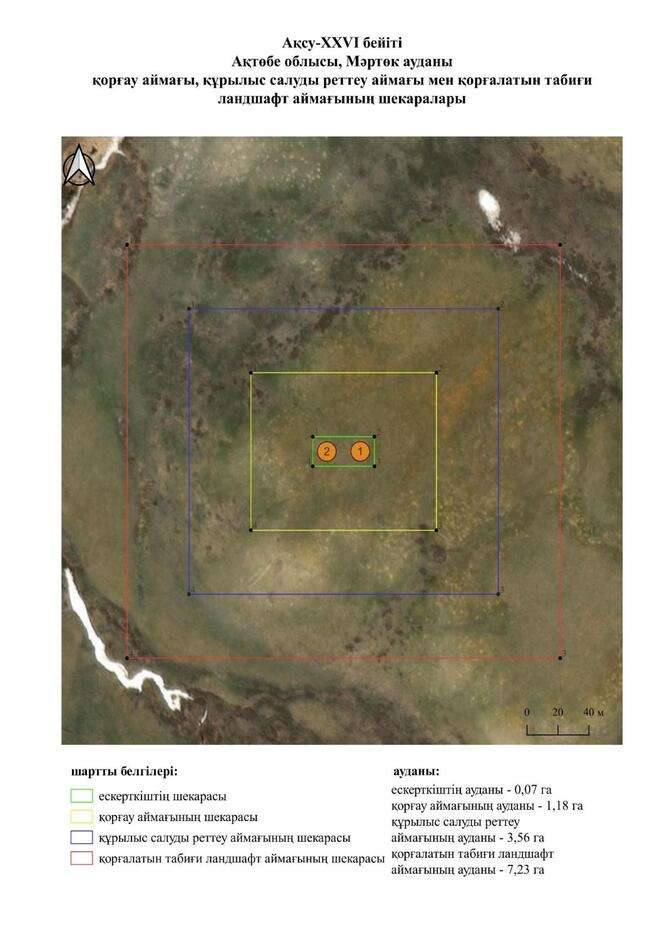 Ақсу-XXVI бейіті
Ақтөбе облысы, Мәртөк ауданы
қорғау аймағы, құрылыс салуды реттеу аймағы мен қорғалатын табиғи
ландшафт аймағының шекаралары
2 1
0 20 40 м
шартты белгілері:
ескерткіштің шекарасы
қорғау аймағының шекарасы
құрылыс салуды реттеу аймағының шекарасы
қорғалатын табиғи ландшафт аймағының шекарасы
ауданы:
ескерткіштің ауданы - 0,07 га
қорғау аймағының ауданы - 1,18 га
құрылыс салуды реттеу
аймағының ауданы - 3,56 га
қорғалатын табиғи ландшафт
аймағының ауданы - 7,23 га